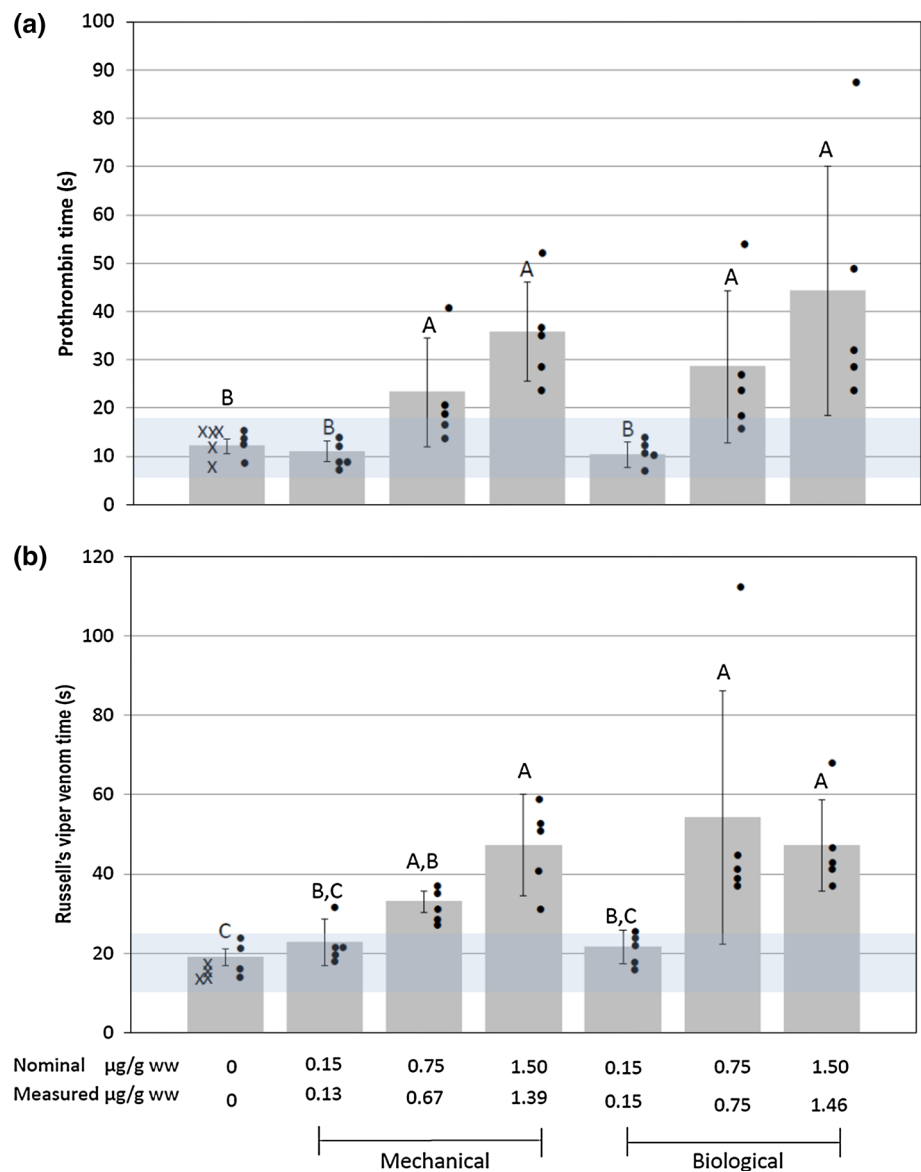 (a)
Prothrombin time (s)
100
90
80
70
60
50
40
30
20
10
0
B
B
A
A
B
A
A
X X X
X
X
(b)
Russell's viper venom time (s)
120
100
80
60
40
20
0
C
B,C
A,B
A
B,C
A
A
X
X
X X
Nominal µg/g ww 0 0.15 0.75 1.50 0.15 0.75 1.50
Measured µg/g ww 0 0.13 0.67 1.39 0.15 0.75 1.46
Mechanical Biological